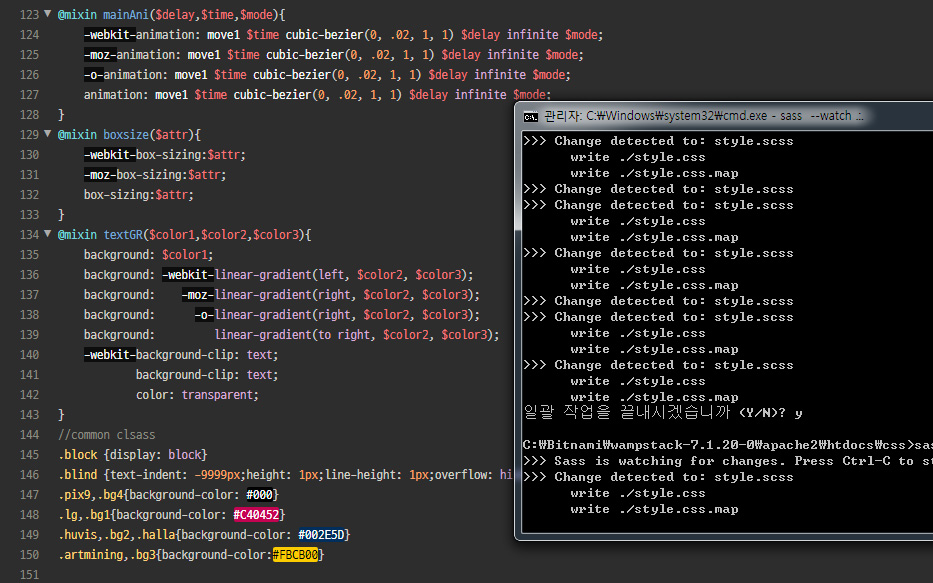 123 ▼ @mixin mainAni($delay,$time,$mode){
124 -webkit-animation: move1 $time cubic-bezier(0, .02, 1, 1) $delay infinite $mode;
125 -moz-animation: move1 $time cubic-bezier(0, .02, 1, 1) $delay infinite $mode;
126 -o-animation: move1 $time cubic-bezier(0, .02, 1, 1) $delay infinite $mode;
127 animation: move1 $time cubic-bezier(0, .02, 1, 1) $delay infinite $mode;
128 }
129 ▼ @mixin boxsize($attr){
130 -webkit-box-sizing:$attr;
131 -moz-box-sizing:$attr;
132 box-sizing:$attr;
133 }
134 ▼ @mixin textGR($color1,$color2,$color3){
135 background: $color1;
136 background: -webkit-linear-gradient(left, $color2, $color3);
137 background: -moz-linear-gradient(right, $color2, $color3);
138 background: -o-linear-gradient(right, $color2, $color3);
139 background: linear-gradient(to right, $color2, $color3);
140 -webkit-background-clip: text;
141 background-clip: text;
142 color: transparent;
143 }
144 //common clsass
145 .block {display: block}
146 .blind {text-indent: -9999px;height: 1px;line-height: 1px;overflow: hi
147 .pix9,.bg4{background-color: #000}
148 .lg,.bg1{background-color: #C40452}
149 .huvis,.bg2,.halla{background-color: #002E5D}
150 .artmining,.bg3{background-color:#FBCB00}
151
관리자: C:₩Windows₩system32₩cmd.exe - sass --watch .:.
>>> Change detected to: style.scss
write ./style.css
write ./style.css.map
>>> Change detected to: style.scss
>>> Change detected to: style.scss
write ./style.css
write ./style.css.map
>>> Change detected to: style.scss
write ./style.css
write ./style.css.map
>>> Change detected to: style.scss
>>> Change detected to: style.scss
write ./style.css
write ./style.css.map
>>> Change detected to: style.scss
write ./style.css
write ./style.css.map
일괄 작업을 끝내시겠습니까 (Y/N)? y
C:₩Bitnami₩wampstack-7.1.20-0₩apache2₩htdocs₩css>sas
>>> Sass is watching for changes. Press Ctrl-C to st
>>> Change detected to: style.scss
write ./style.css
write ./style.css.map